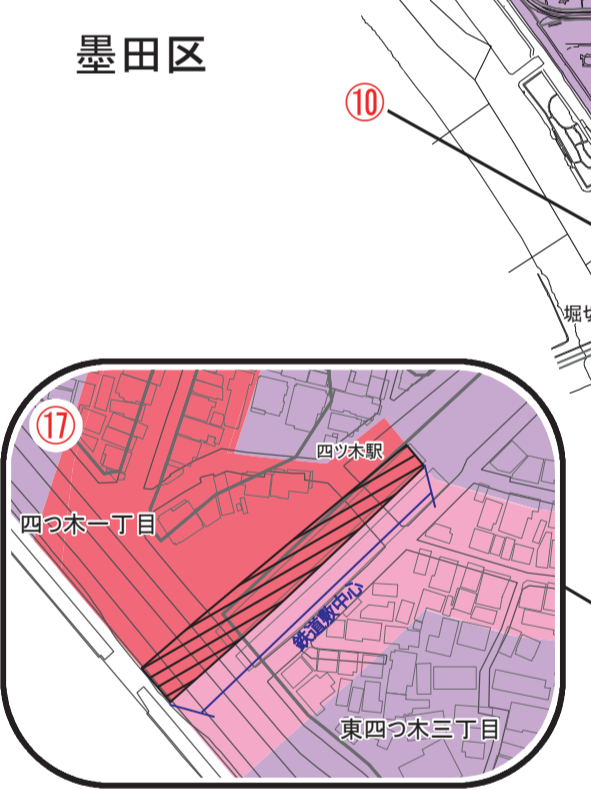 墨田区
⑩
堀切
⑰
四ツ木駅
四つ木一丁目
鉄道敷中心
東四つ木三丁目